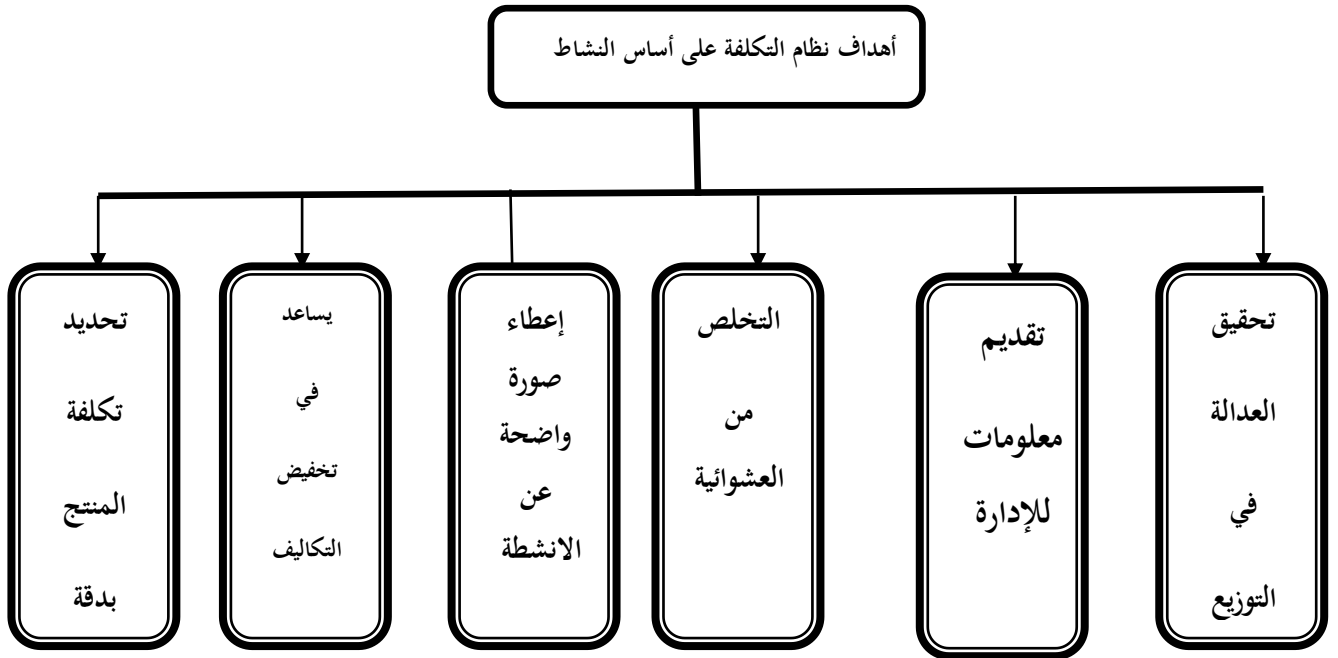 أهداف نظام التكلفة على أساس النشاط
تحقيق
العدالة
في
التوزيع
تقديم
معلومات
للإدارة
التخلص
من
العشوائية
إعطاء
صورة
واضحة
عن
الانشطة
يساعد
في
تخفيض
التكاليف
تحديد
تكلفة
المنتج
بدقة